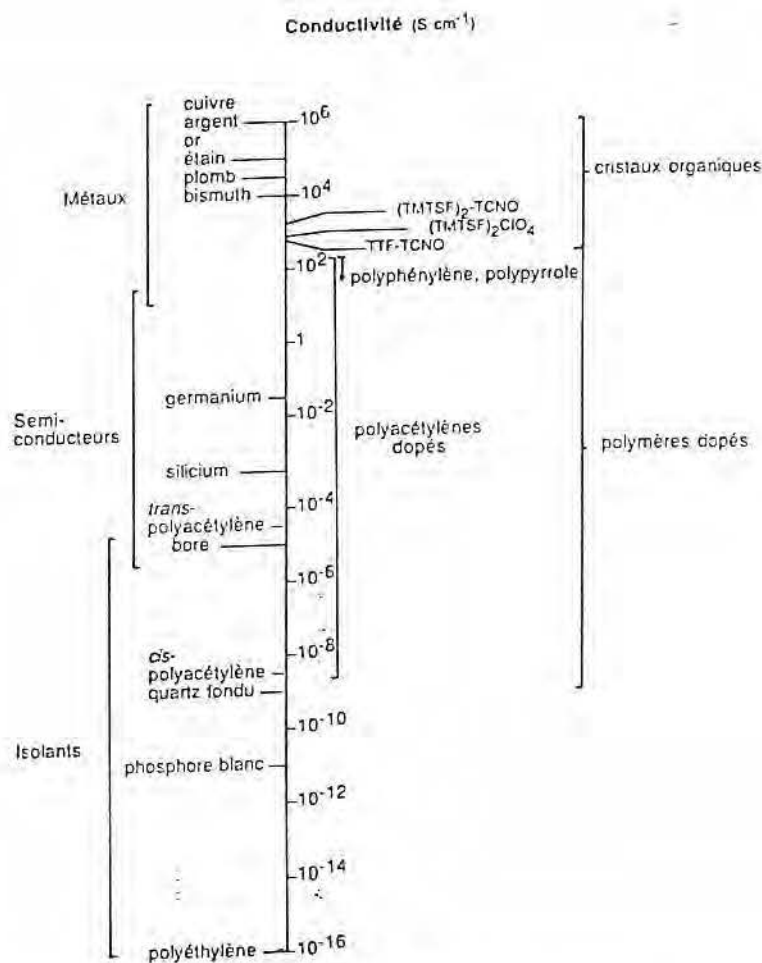 Conductivité (S cm⁻¹)
cuivre
argent
or
étain
plomb
bismuth
Métaux
10⁶
10⁴
(TMTSF)₂-TCNO
(TMTSF)₂ClO₄
TTF-TCNO
cristaux organiques
10²
polyphénylène, polypyrrole
1
germanium
10⁻²
Semi-
conducteurs
polyacétylènes
dopés
polymères dopés
silicium
10⁻⁴
trans-
polyacétylène
bore
10⁻⁶
10⁻⁸
cis-
polyacétylène
quartz fondu
10⁻¹⁰
Isolants
phosphore blanc
10⁻¹²
10⁻¹⁴
polyéthylène
10⁻¹⁶